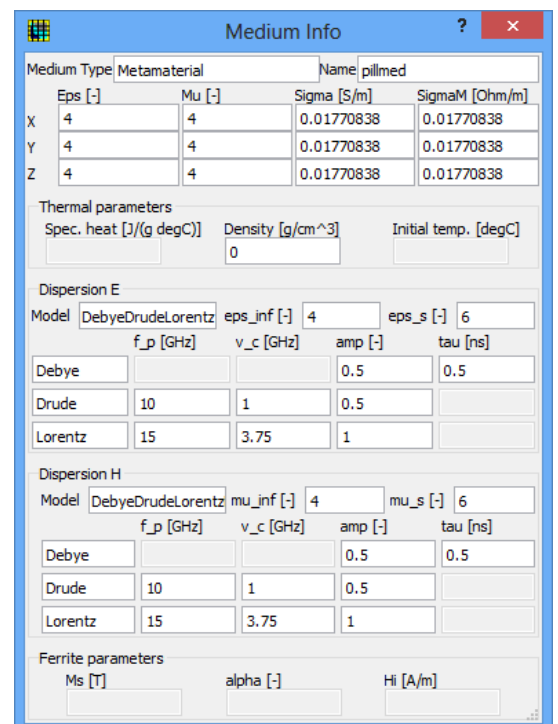 Medium Info ? ×
Medium Type Metamaterial Name pillmed
Eps [-] Mu [-] Sigma [S/m] SigmaM [Ohm/m]
X 4 4 0.01770838 0.01770838
Y 4 4 0.01770838 0.01770838
Z 4 4 0.01770838 0.01770838
Thermal parameters
Spec. heat [J/(g degC)] Density [g/cm^3] Initial temp. [degC]
0
Dispersion E
Model DebyeDrudeLorentz eps_inf [-] 4 eps_s [-] 6
f_p [GHz] v_c [GHz] amp [-] tau [ns]
Debye 0.5 0.5
Drude 10 1 0.5
Lorentz 15 3.75 1
Dispersion H
Model DebyeDrudeLorentz mu_inf [-] 4 mu_s [-] 6
f_p [GHz] v_c [GHz] amp [-] tau [ns]
Debye 0.5 0.5
Drude 10 1 0.5
Lorentz 15 3.75 1
Ferrite parameters
Ms [T] alpha [-] Hi [A/m]